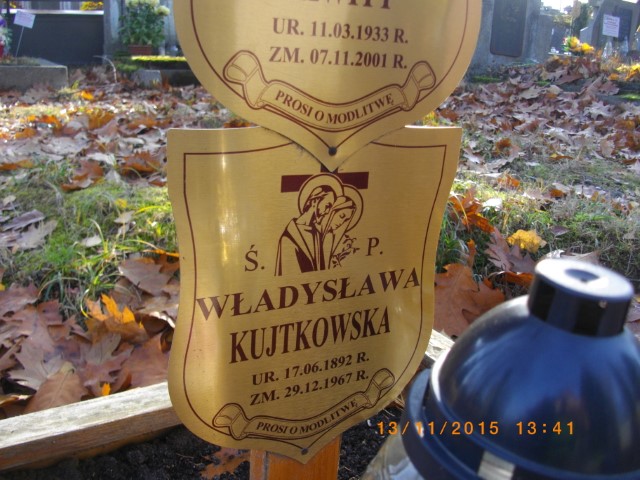 UR. 11.03.1933 R.
ZM. 07.11.2001 R.
PROSI O MODLITWĘ
Ś. P.
WŁADYSŁAWA
KUJTKOWSKA
UR. 17.06.1892 R.
ZM. 29.12.1967 R.
PROSI O MODLITWĘ
13/11/2015 13:41